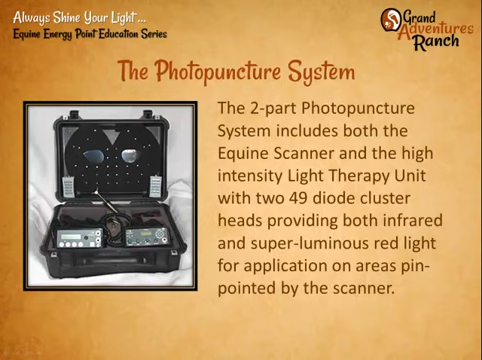 Always Shine Your Light...
Equine Energy Point Education Series
Grand
Adventures
Ranch
The Photopuncture System
The 2-part Photopuncture
System includes both the
Equine Scanner and the high
intensity Light Therapy Unit
with two 49 diode cluster
heads providing both infrared
and super-luminous red light
for application on areas pin-
pointed by the scanner.